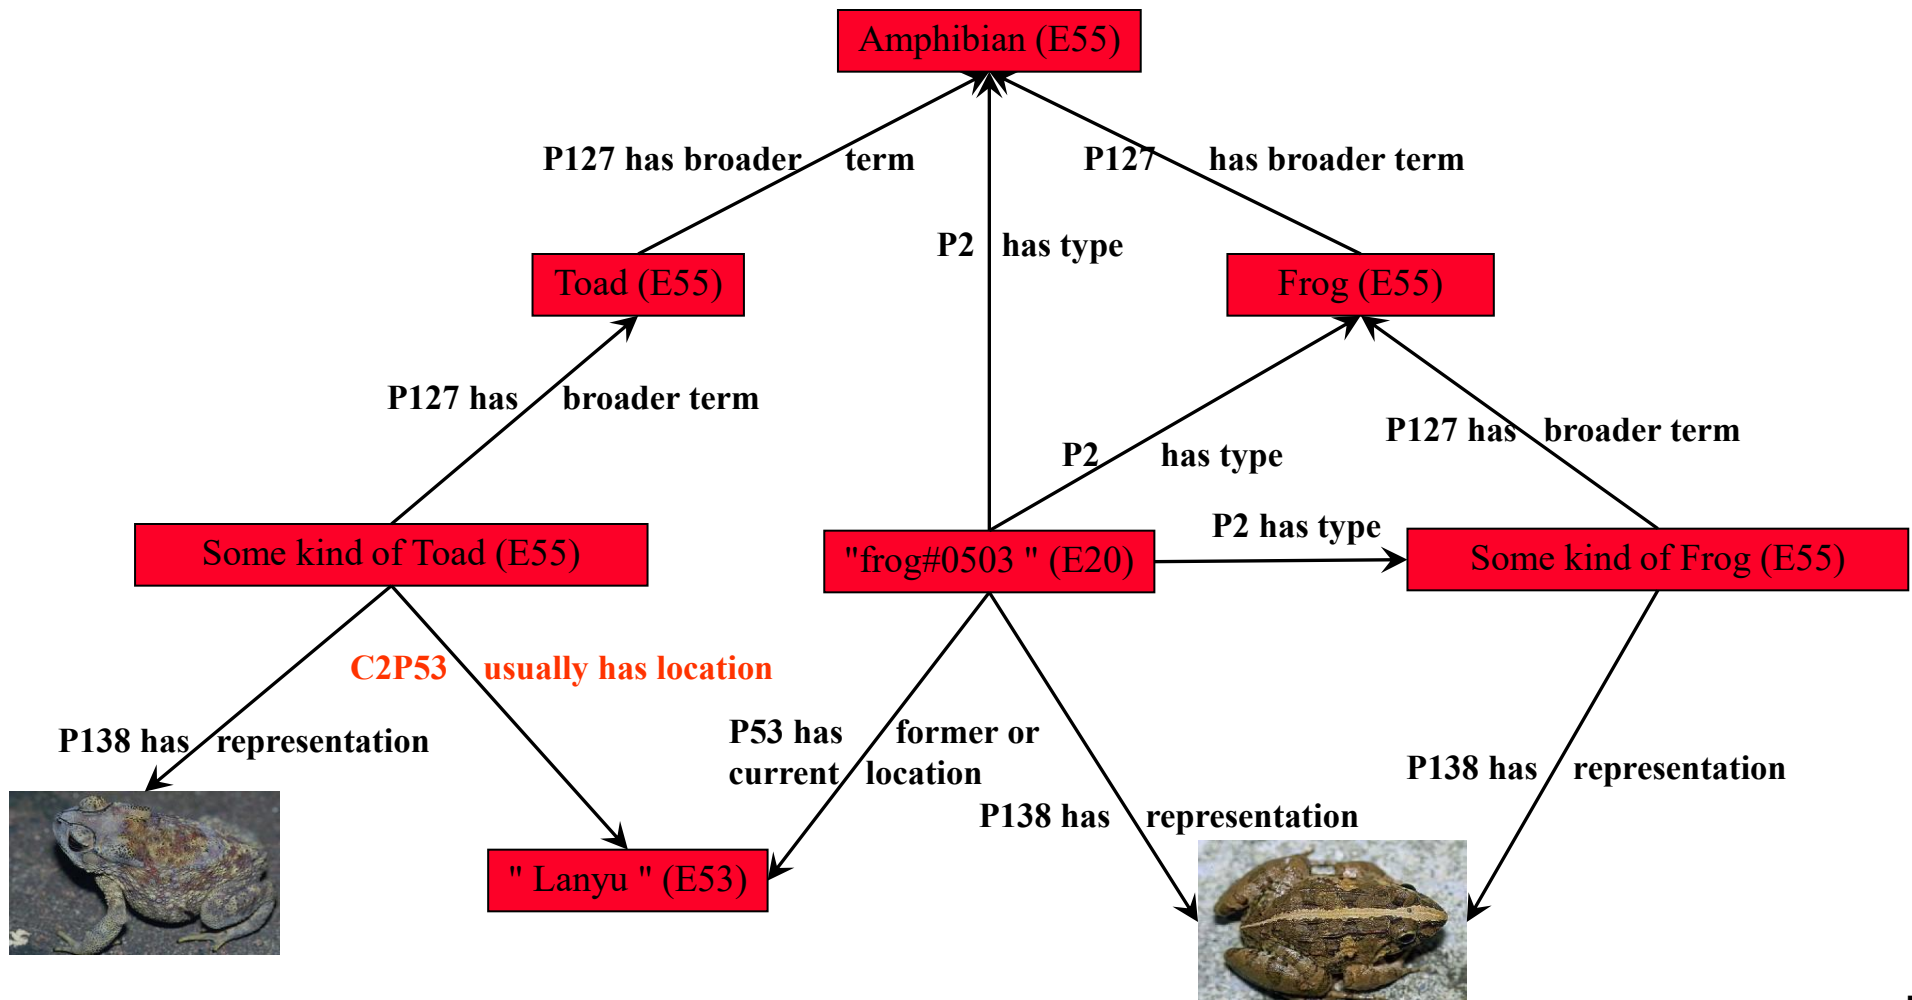 Amphibian (E55)
P127 has broader term
P127 has broader term
P2 has type
Toad (E55)
Frog (E55)
P127 has broader term
P127 has broader term
P2 has type
P2 has type
Some kind of Toad (E55)
"frog#0503 " (E20)
Some kind of Frog (E55)
C2P53 usually has location
P138 has representation
P53 has former or
current location
P138 has representation
P138 has representation
" Lanyu " (E53)